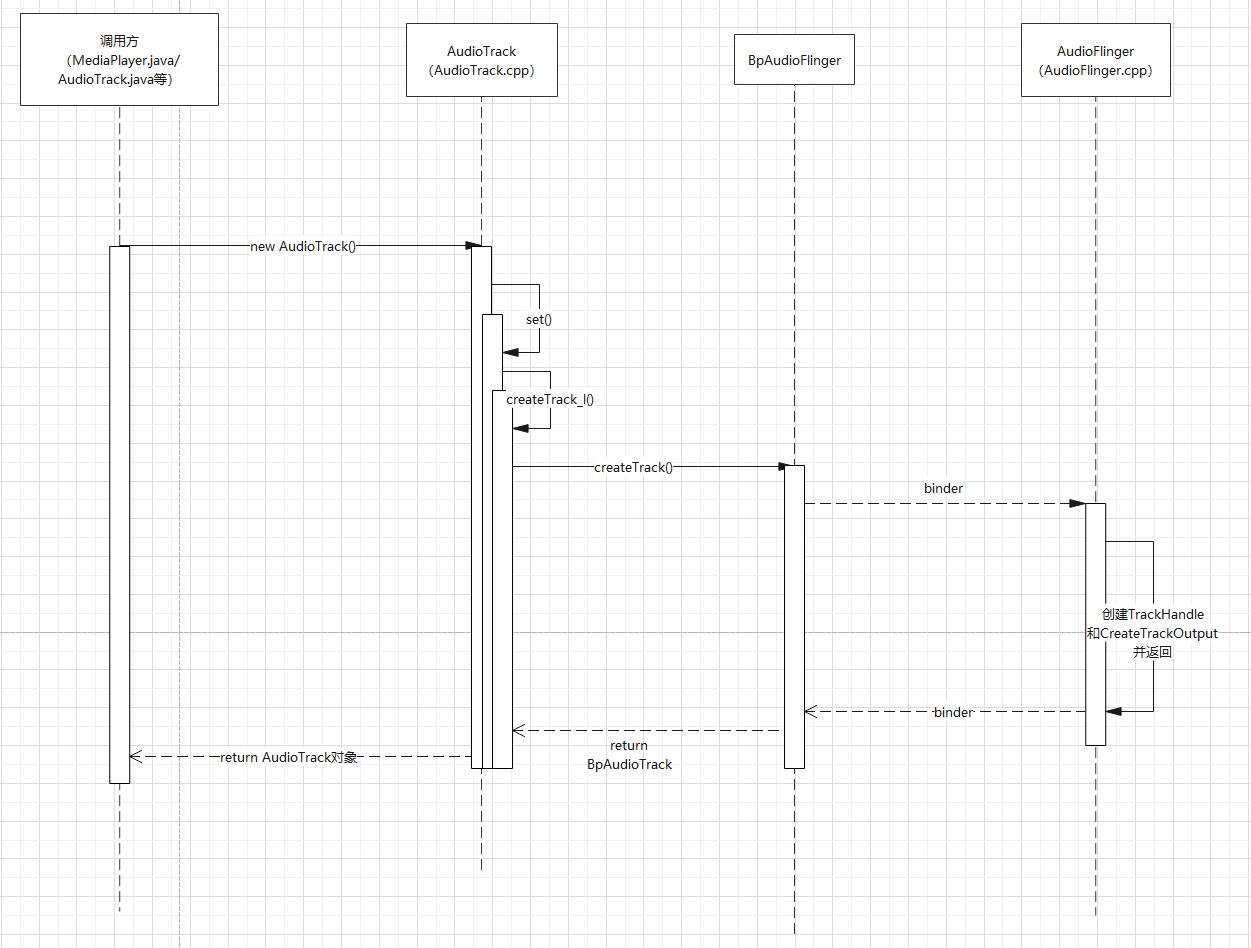 调用方
（MediaPlayer.java/
AudioTrack.java等）
AudioTrack
（AudioTrack.cpp）
BpAudioFlinger
AudioFlinger
（AudioFlinger.cpp）
new AudioTrack()
set()
createTrack_l()
createTrack()
binder
创建TrackHandle
和CreateTrackOutput
并返回
binder
return
BpAudioTrack
return AudioTrack对象